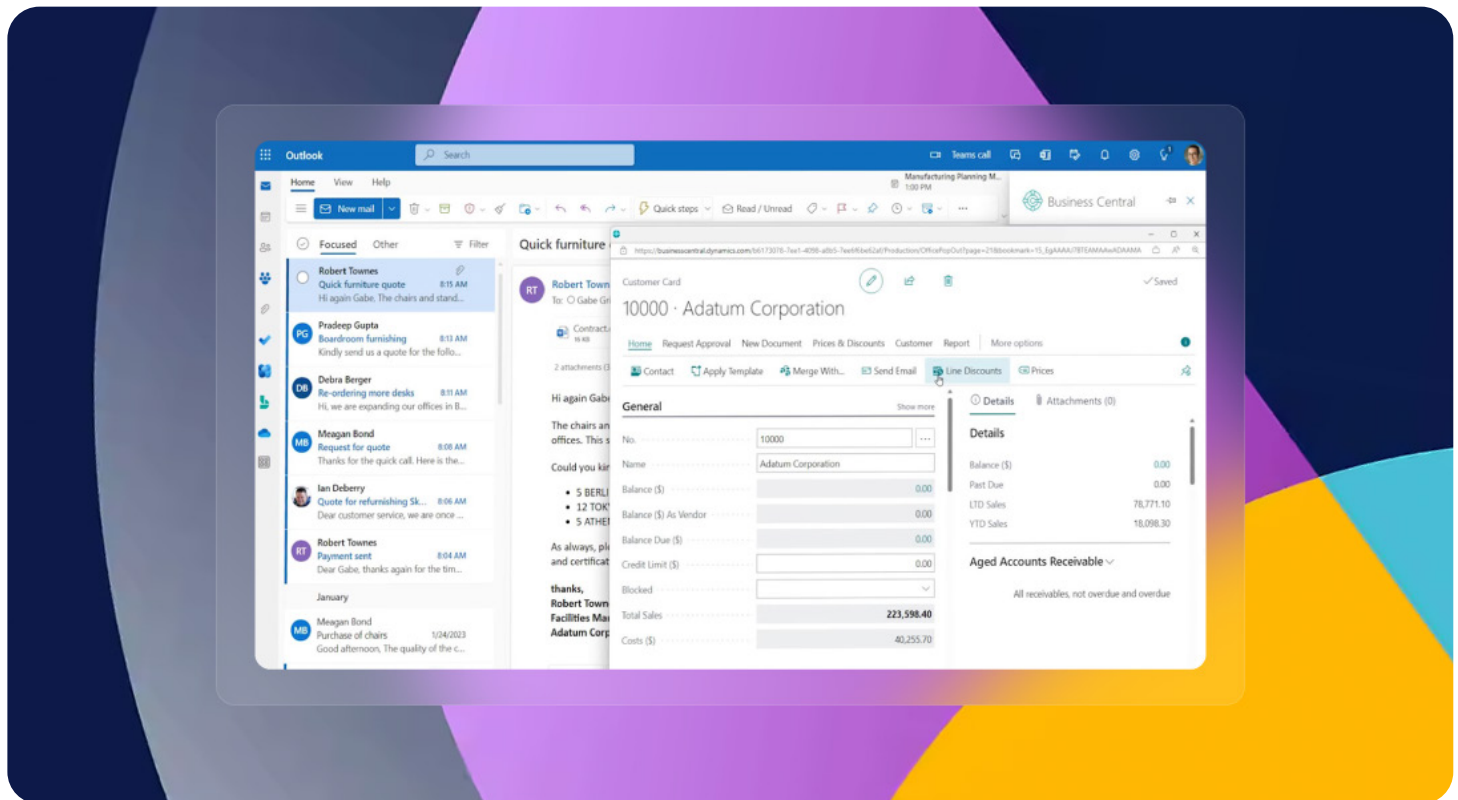 Outlook
Search
Teams call
Home View Help
Manufacturing Planning M...
1:00 PM
New mail
Quick steps
Read / Unread
...
Business Central
Focused Other Filter
Robert Townes
Quick furniture quote 8:15 AM
Hi again Gabe, The chairs and stand...
PG
Pradeep Gupta
Boardroom furnishing 8:13 AM
Kindly send us a quote for the follo...
DB
Debra Berger
Re-ordering more desks 8:11 AM
Hi, we are expanding our offices in B...
MB
Meagan Bond
Request for quote 8:08 AM
Thanks for the quick call. Here is the...
Ian Deberry
Quote for refurnishing Sk... 8:06 AM
Dear customer service, we are once ...
RT
Robert Townes
Payment sent 8:04 AM
Dear Gabe, thanks again for the tim...
January
MB
Meagan Bond
Purchase of chairs 1/24/2023
Good afternoon, The quality of the c...
Quick furniture
RT
Robert Town
To: Gabe Gr
Contract.
16 KB
2 attachments (3
Hi again Gabe
The chairs an
offices. This s
Could you kin
• 5 BERLI
• 12 TOK
• 5 ATHE
As always, ple
and certificat
thanks,
Robert Town
Facilities Ma
Adatum Corp
https://businesscentral.dynamics.com/
Customer Card
Saved
10000 · Adatum Corporation
Home Request Approval New Document Prices & Discounts Customer Report More options
Contact Apply Template Merge With... Send Email Line Discounts Prices
General Show more
No. 10000 ...
Name Adatum Corporation
Balance ($) 0.00
Balance ($) As Vendor 0.00
Balance Due ($) 0.00
Credit Limit ($) 0.00
Blocked
Total Sales 223,598.40
Costs ($) 40,255.70
Details Attachments (0)
Details
Balance ($) 0.00
Past Due 0.00
LTD Sales 78,771.10
YTD Sales 18,098.30
Aged Accounts Receivable
All receivables, not overdue and overdue